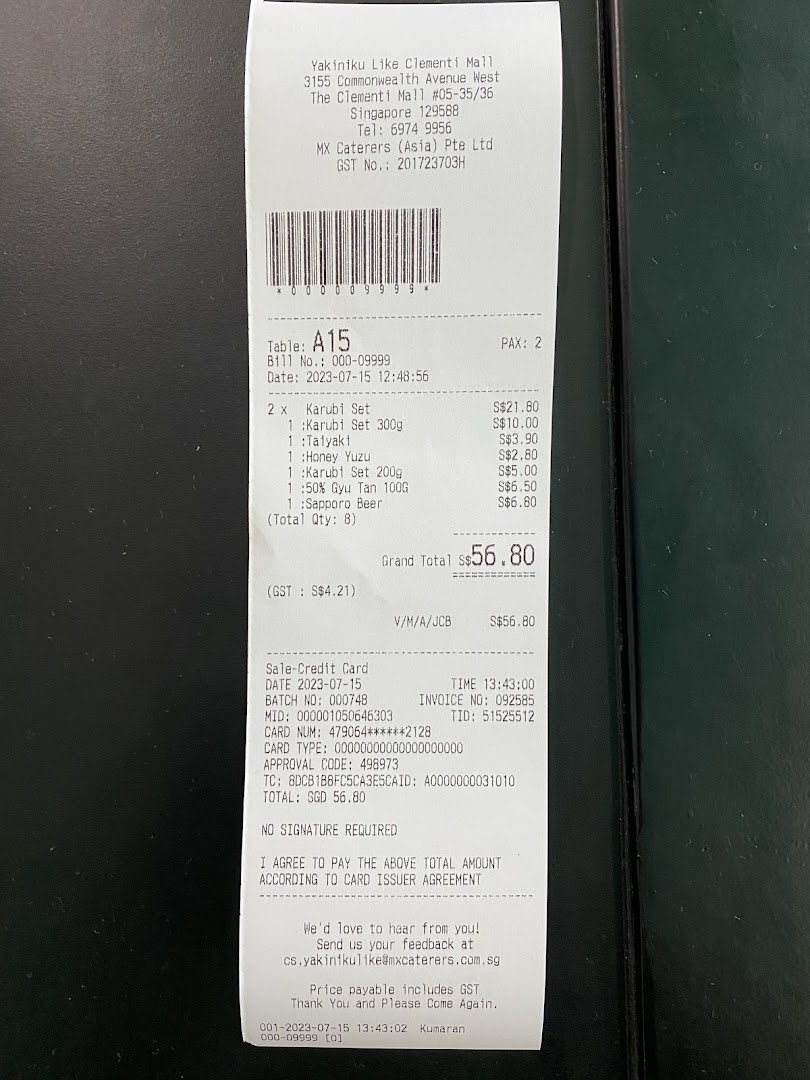 Yakiniku Like Clementi Mall
3155 Commonwealth Avenue West
The Clementi Mall #05-35/36
Singapore 129588
Tel: 6974 9956
MX Caterers (Asia) Pte Ltd
GST No.: 201723703H
*000009999*
Table: A15 PAX: 2
Bill No.: 000-09999
Date: 2023-07-15 12:48:56
2 x Karubi Set S$21.80
1 :Karubi Set 300g S$10.00
1 :Taiyaki S$3.90
1 :Honey Yuzu S$2.80
1 :Karubi Set 200g S$5.00
1 :50% Gyu Tan 100G S$6.50
1 :Sapporo Beer S$6.80
(Total Qty: 8)
Grand Total S$56.80
(GST : S$4.21)
V/M/A/JCB S$56.80
Sale-Credit Card
DATE 2023-07-15 TIME 13:43:00
BATCH NO: 000748 INVOICE NO: 092585
MID: 000001050646303 TID: 51525512
CARD NUM: 479064******2128
CARD TYPE: 00000000000000000000
APPROVAL CODE: 498973
TC: 8DCB1B8FC5CA3E5CAID: A0000000031010
TOTAL: SGD 56.80
NO SIGNATURE REQUIRED
I AGREE TO PAY THE ABOVE TOTAL AMOUNT
ACCORDING TO CARD ISSUER AGREEMENT
We'd love to hear from you!
Send us your feedback at
cs.yakinikulike@mxcaterers.com.sg
Price payable includes GST
Thank You and Please Come Again.
001-2023-07-15 13:43:02 Kumaran
000-09999 [0]